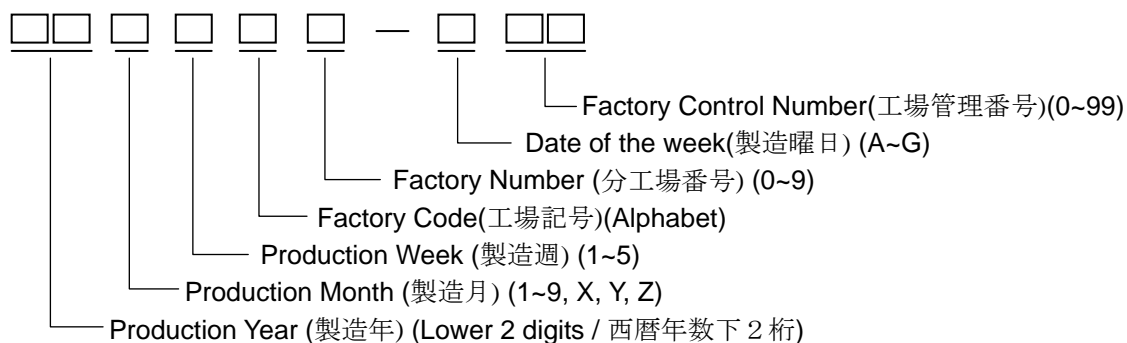 Factory Control Number(工場管理番号)(0~99)
Date of the week(製造曜日) (A~G)
Factory Number (分工場番号) (0~9)
Factory Code(工場記号)(Alphabet)
Production Week (製造週) (1~5)
Production Month (製造月) (1~9, X, Y, Z)
Production Year (製造年) (Lower 2 digits / 西暦年数下２桁)